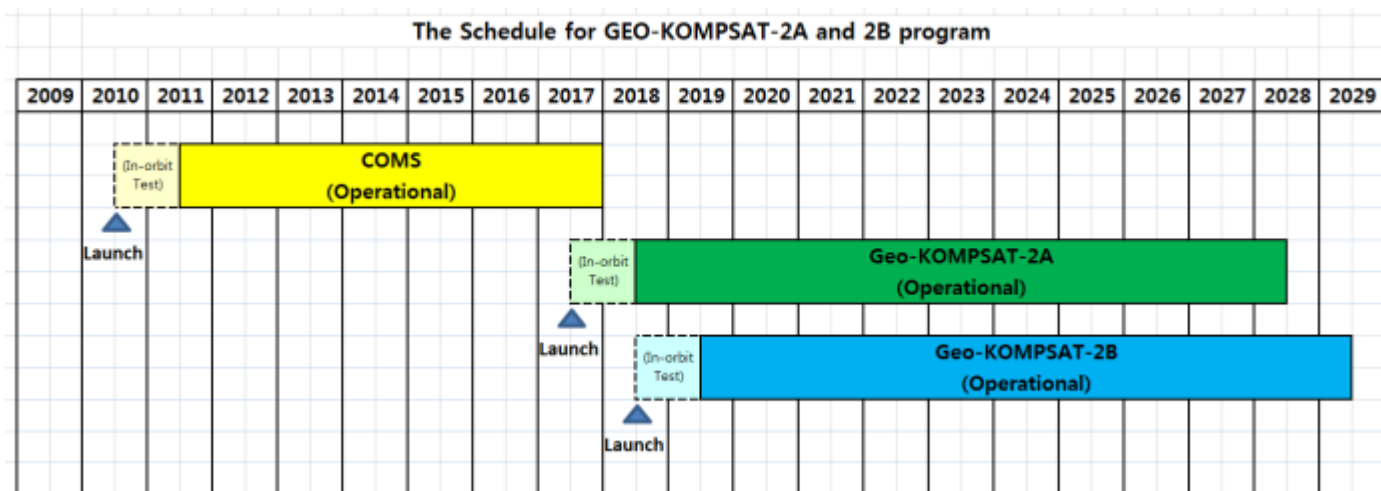 The Schedule for GEO-KOMPSAT-2A and 2B program
2009 2010 2011 2012 2013 2014 2015 2016 2017 2018 2019 2020 2021 2022 2023 2024 2025 2026 2027 2028 2029
(In-orbit
Test)
COMS
(Operational)
Launch
(In-orbit
Test)
Geo-KOMPSAT-2A
(Operational)
Launch
(In-orbit
Test)
Geo-KOMPSAT-2B
(Operational)
Launch